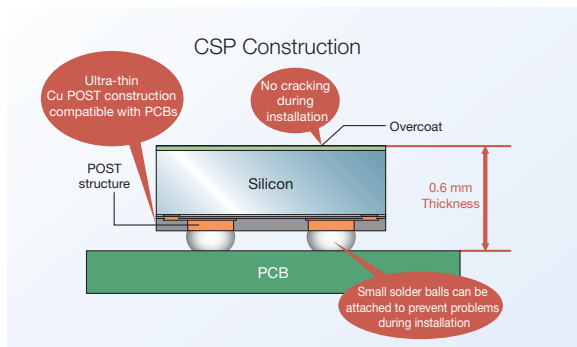 CSP Construction
Ultra-thin
Cu POST construction
compatible with PCBs
No cracking
during
installation
Overcoat
POST
structure
Silicon
0.6 mm
Thickness
PCB
Small solder balls can be
attached to prevent problems
during installation